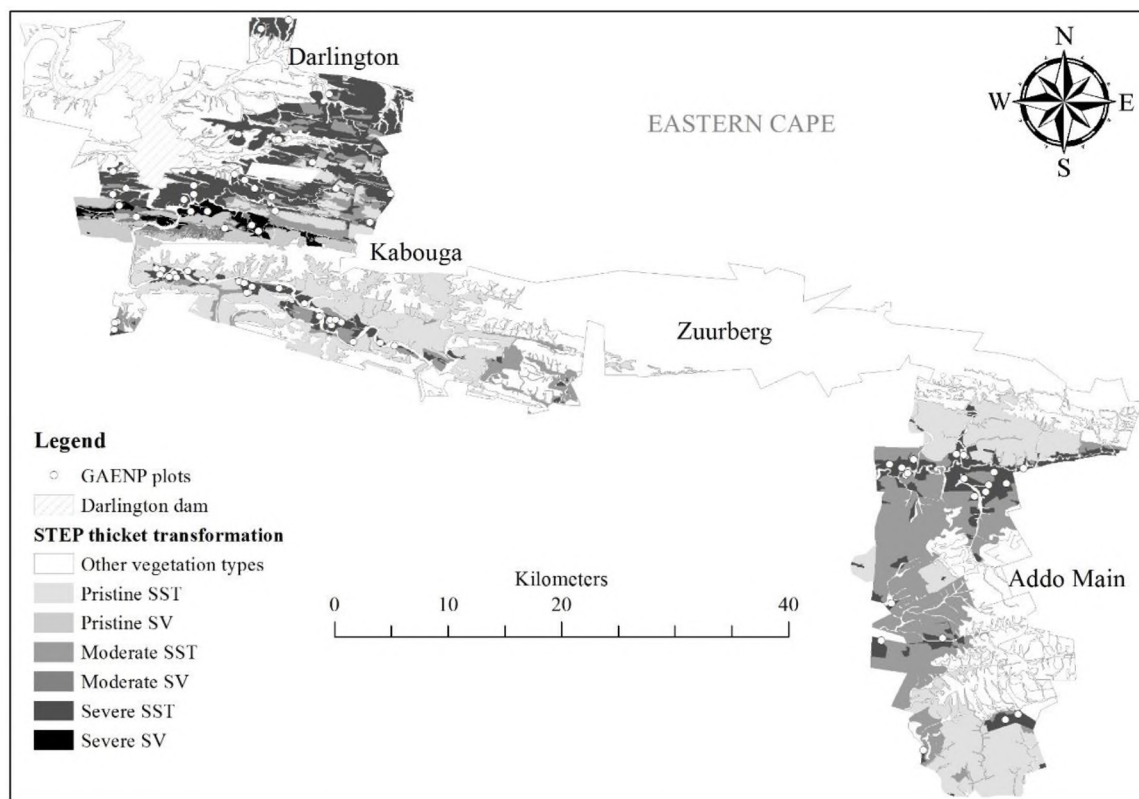 Darlington
EASTERN CAPE
N
W
E
S
Kabouga
Zuurberg
Addo Main
Legend
GAENP plots
Darlington dam
STEP thicket transformation
Other vegetation types
Pristine SST
Pristine SV
Moderate SST
Moderate SV
Severe SST
Severe SV
Kilometers
0 10 20 40